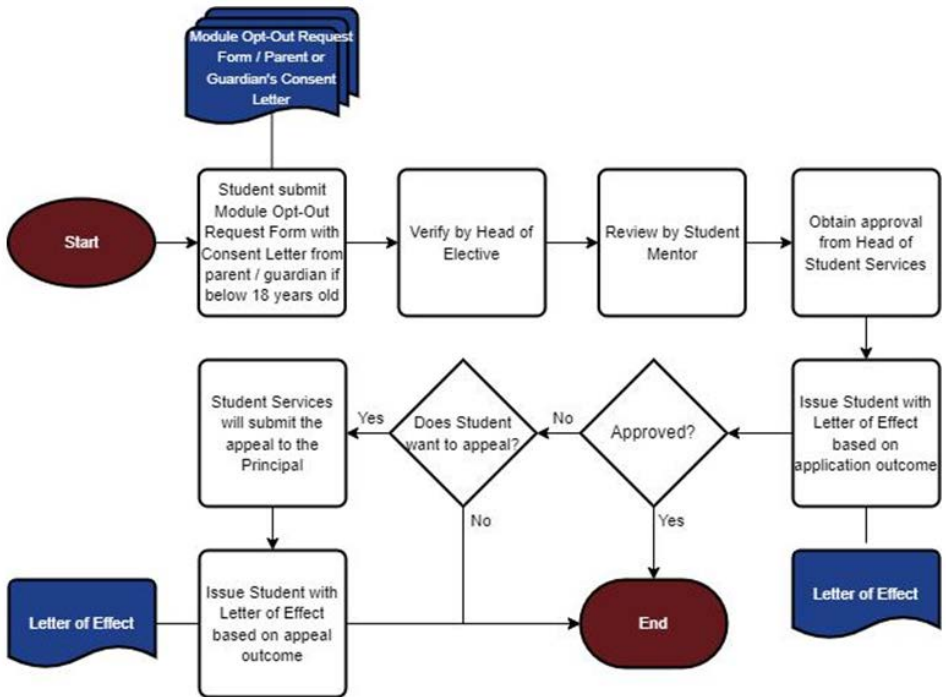 Module Opt-Out Request
Form / Parent or
Guardian's Consent
Letter
Start
Student submit
Module Opt-Out
Request Form with
Consent Letter from
parent / guardian if
below 18 years old
Verify by Head of
Elective
Review by Student
Mentor
Obtain approval
from Head of
Student Services
Student Services
will submit the
appeal to the
Principal
Yes
Does Student
want to appeal?
No
Approved?
Issue Student with
Letter of Effect
based on
application outcome
No
Yes
Letter of Effect
Issue Student with
Letter of Effect
based on appeal
outcome
End
Letter of Effect